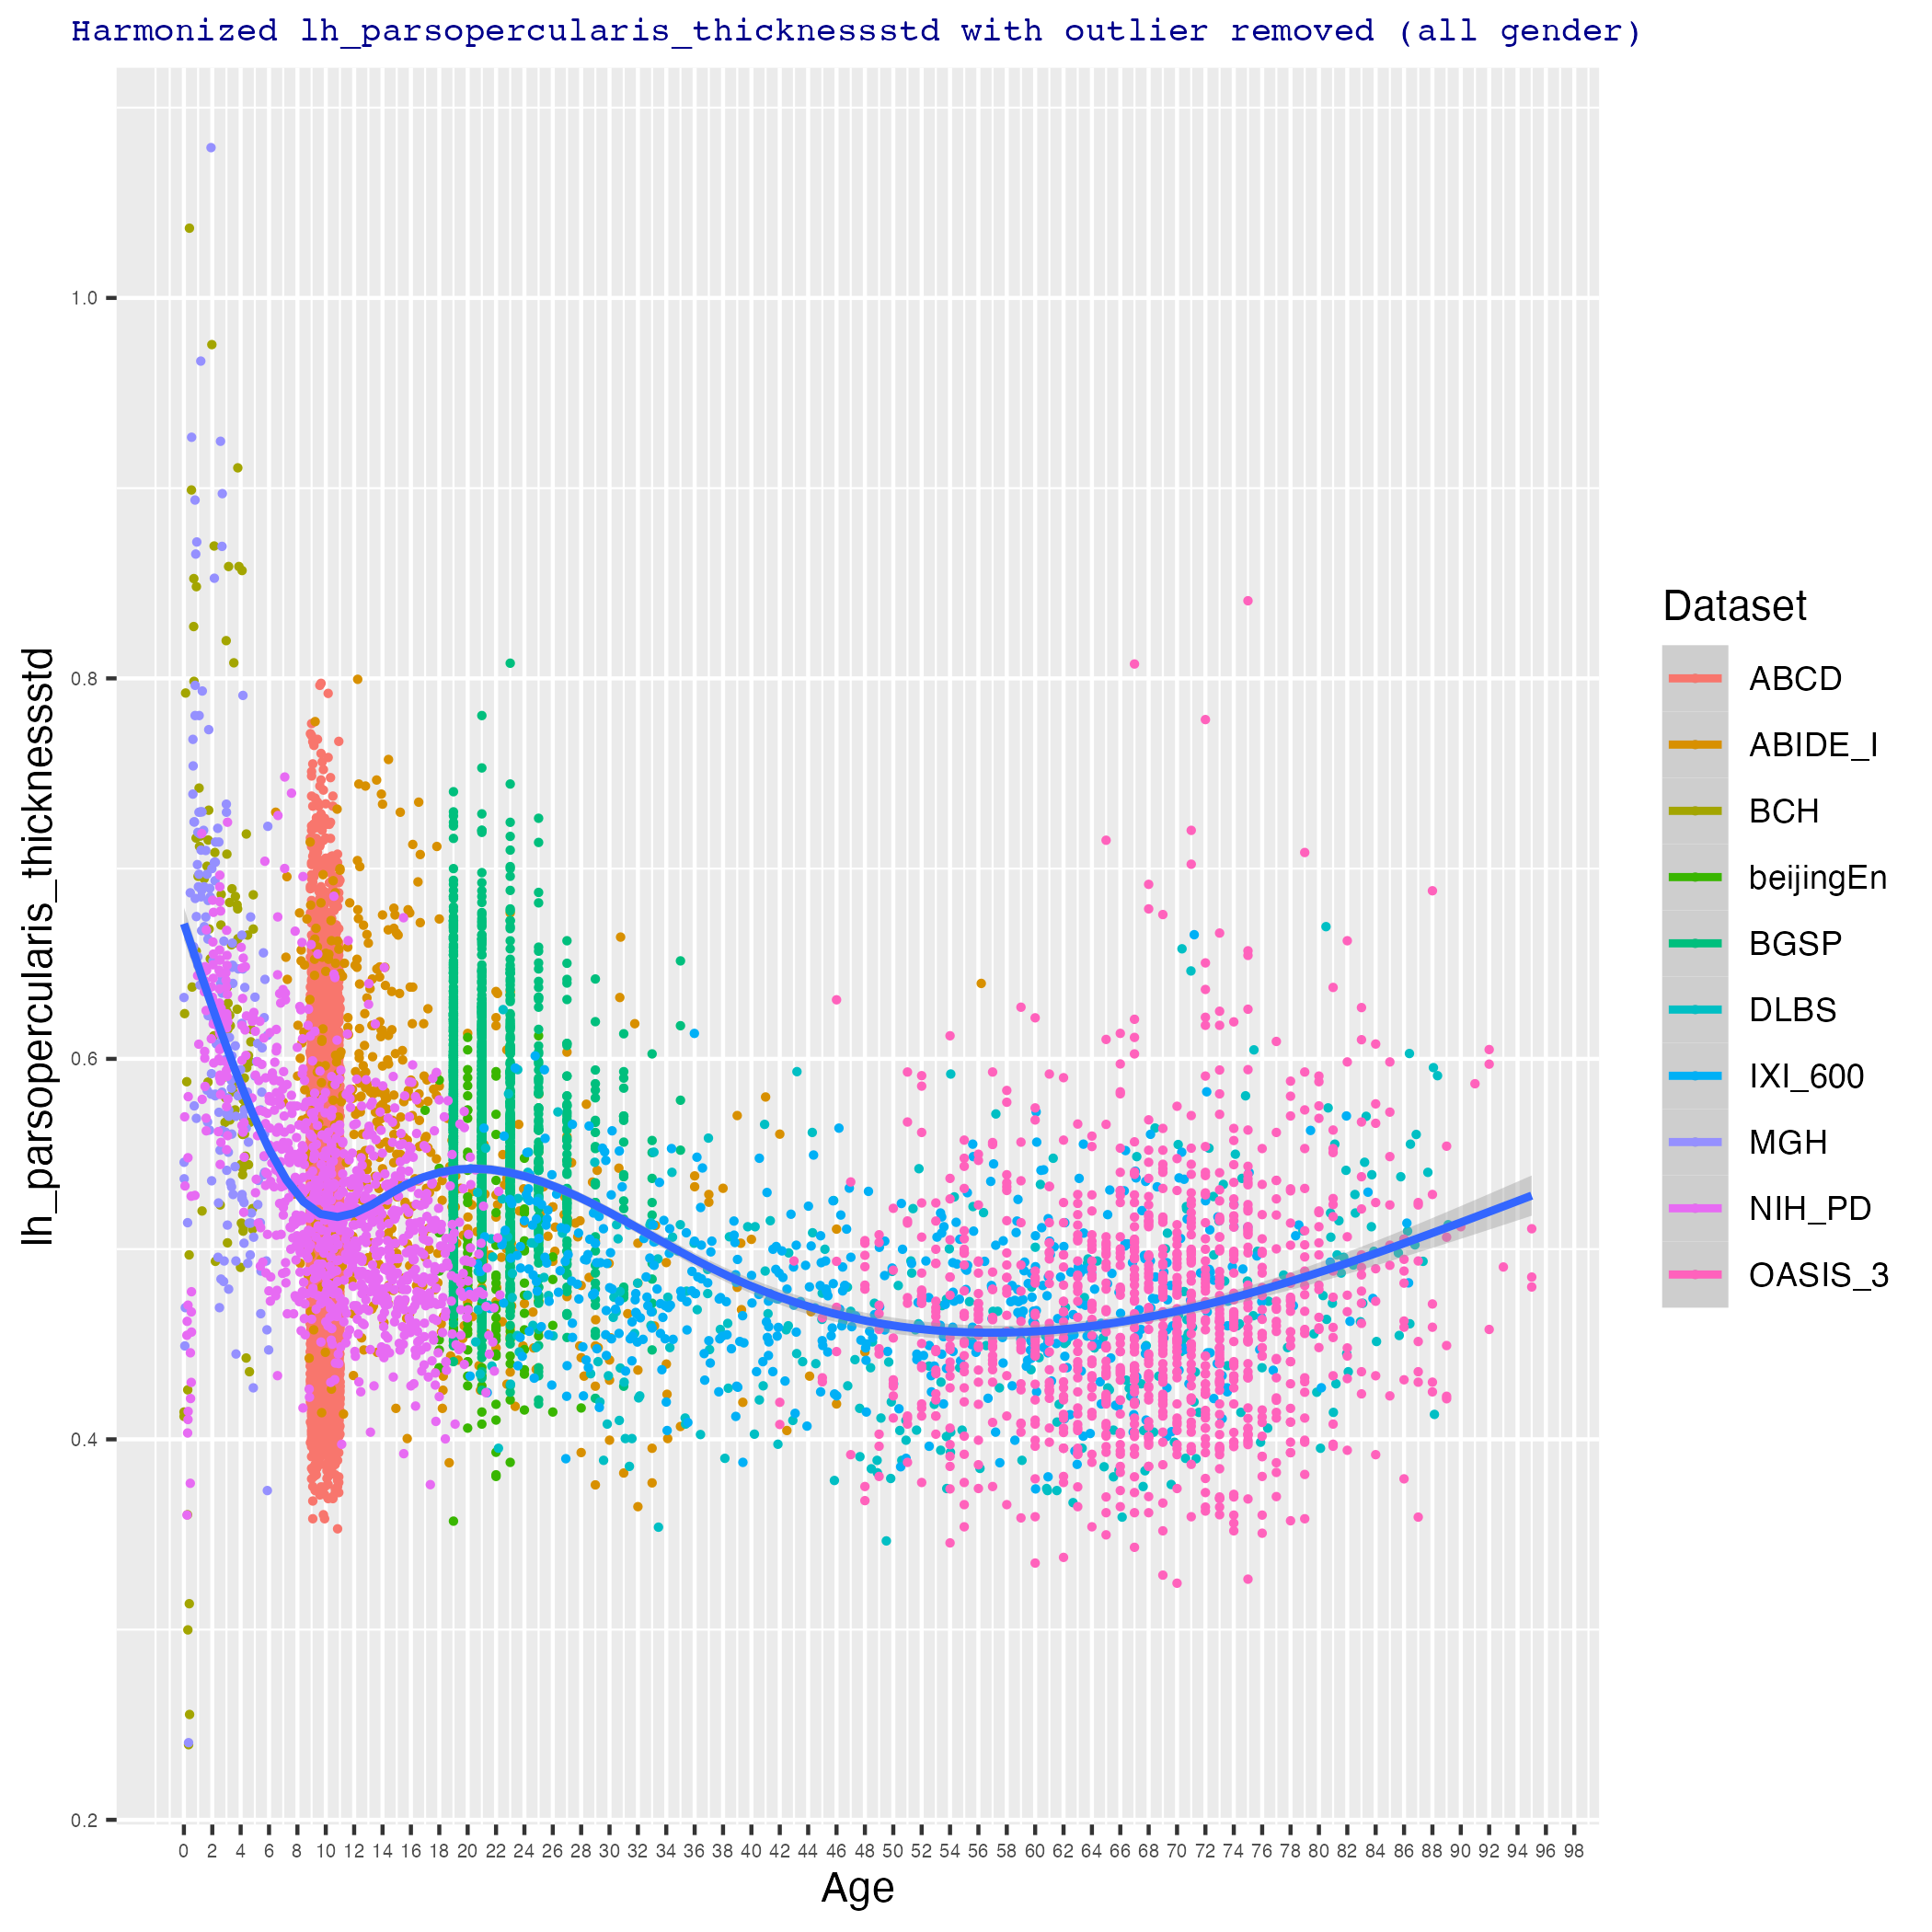 Harmonized lh_parsopercularis_thicknessstd with outlier removed (all gender)
lh_parsopercularis_thicknessstd
1.0
0.8
0.6
0.4
0.2
0 2 4 6 8 10 12 14 16 18 20 22 24 26 28 30 32 34 36 38 40 42 44 46 48 50 52 54 56 58 60 62 64 66 68 70 72 74 76 78 80 82 84 86 88 90 92 94 96 98
Age
Dataset
ABCD
ABIDE_I
BCH
beijingEn
BGSP
DLBS
IXI_600
MGH
NIH_PD
OASIS_3